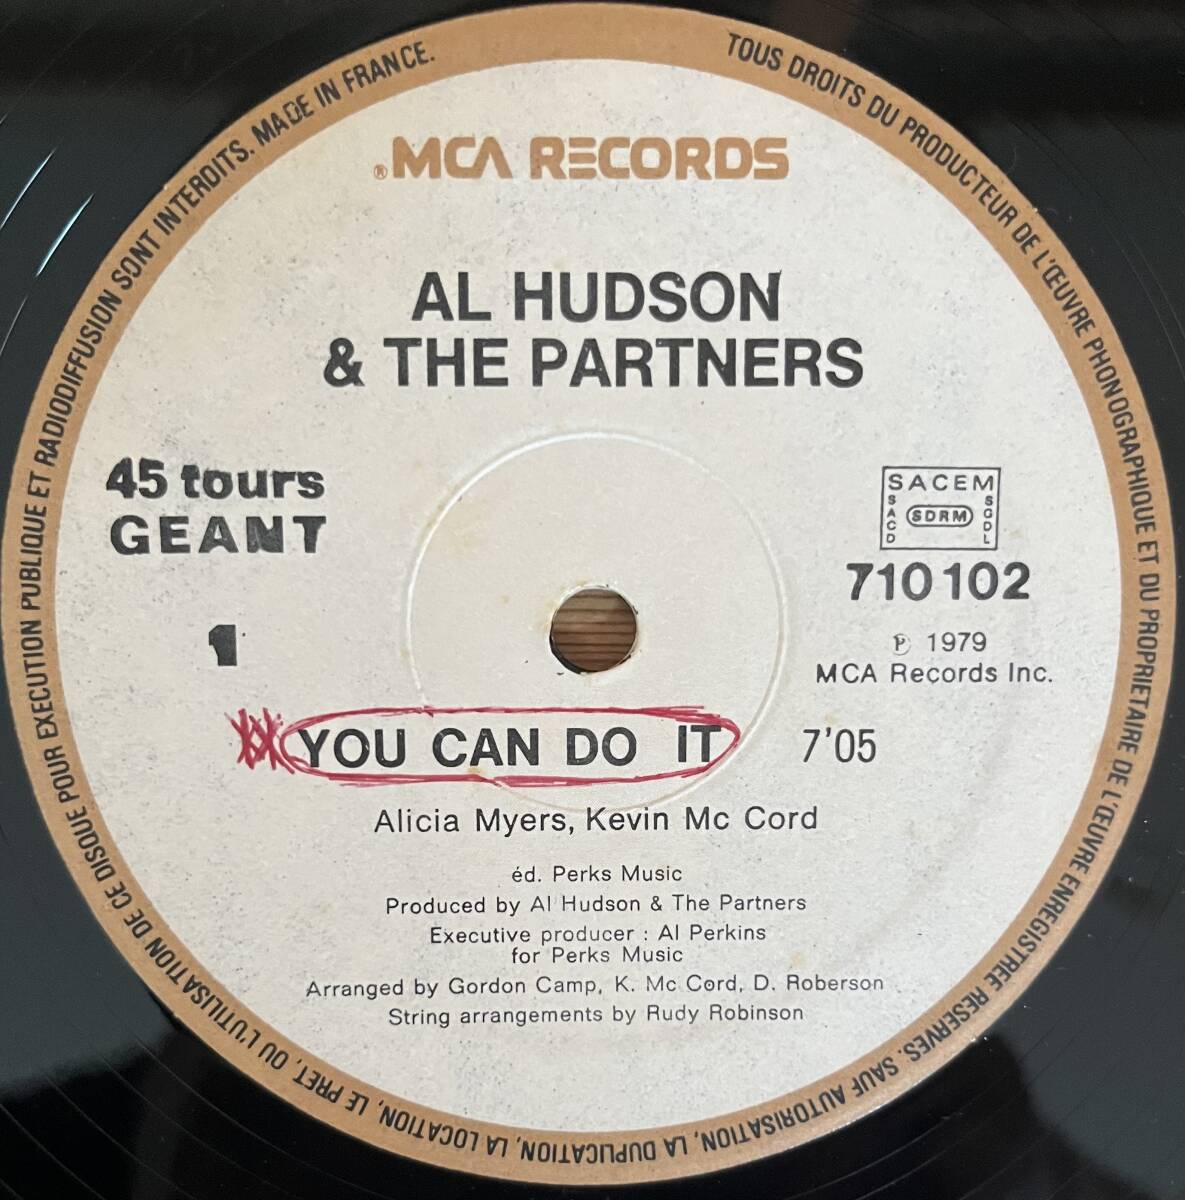 TOUS DROITS DU PRODUCTEUR DE L'ŒUVRE PHONOGRAPHIQUE ET DU PROPRIETAIRE DE L'ŒUVRE ENREGISTREE RESERVES. SAUF AUTORISATION, LA DUPLICATION, LA LOCATION, LE PRET, OU L'UTILISATION DE CE DISQUE POUR EXECUTION PUBLIQUE ET RADIODIFFUSION SONT INTERDITS. MADE IN FRANCE.
®MCA RECORDS
AL HUDSON
& THE PARTNERS
45 tours
GEANT
1
SACEM
SACD
SDRM
SGDL
710 102
℗ 1979
MCA Records Inc.
YOU CAN DO IT 7'05
Alicia Myers, Kevin Mc Cord
éd. Perks Music
Produced by Al Hudson & The Partners
Executive producer : Al Perkins
for Perks Music
Arranged by Gordon Camp, K. Mc Cord, D. Roberson
String arrangements by Rudy Robinson